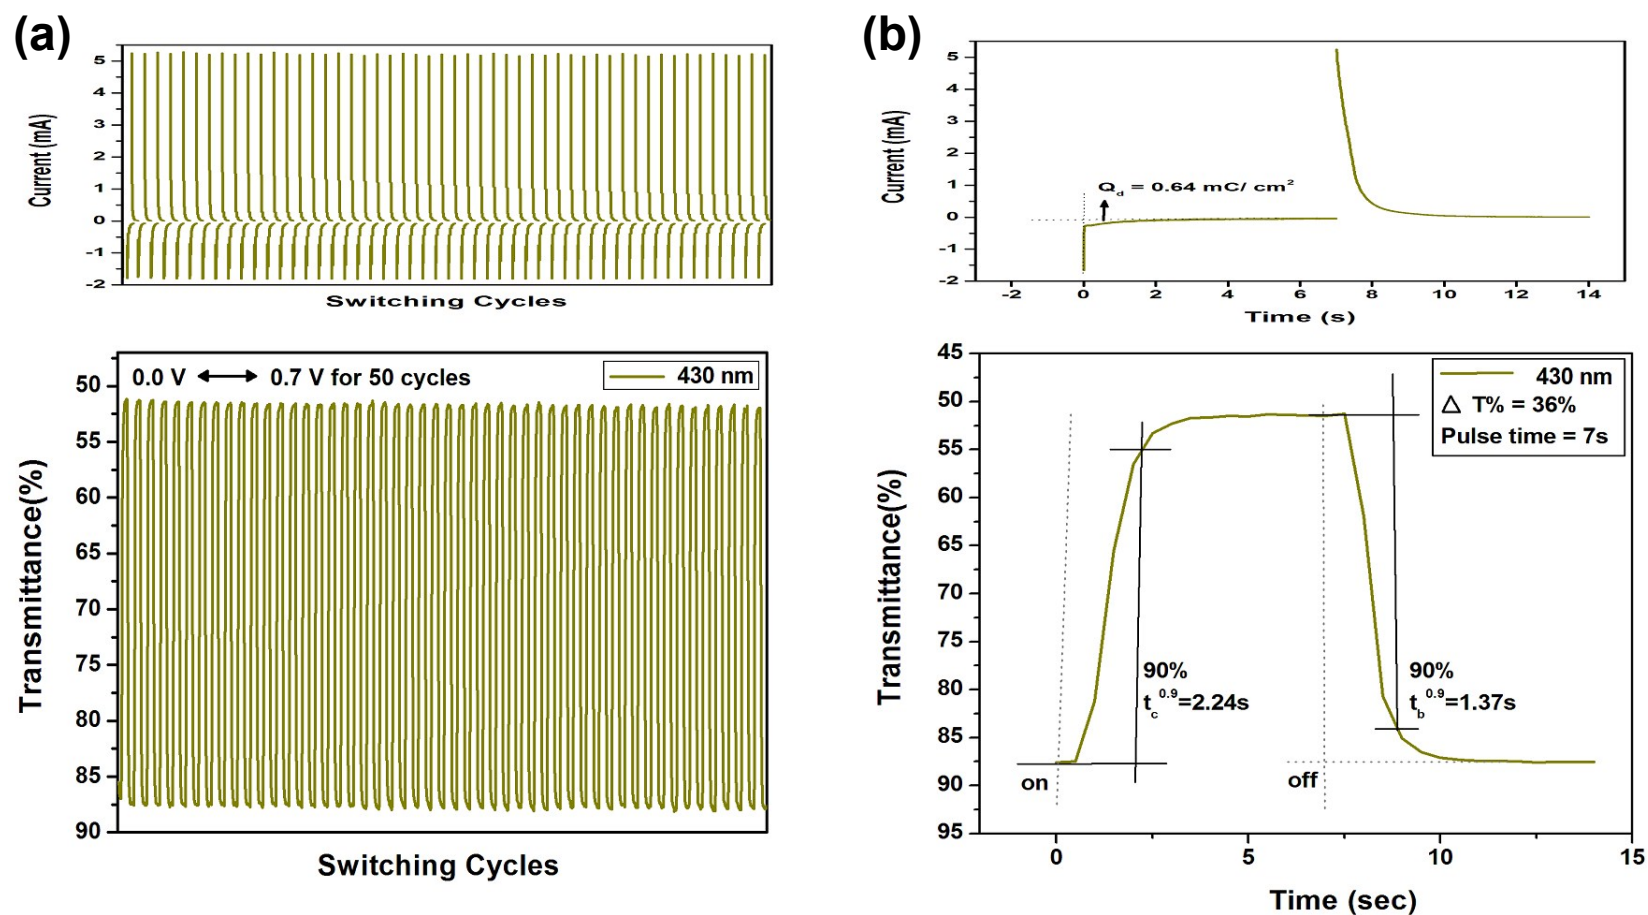 (a)
5
4
3
2
1
0
-1
-2
Current (mA)
Switching Cycles
0.0 V ↔ 0.7 V for 50 cycles
430 nm
50
55
60
65
70
75
80
85
90
Transmittance(%)
Switching Cycles
(b)
5
4
3
2
1
0
-1
-2
Current (mA)
Qd = 0.64 mC/ cm²
-2 0 2 4 6 8 10 12 14
Time (s)
45
50
55
60
65
70
75
80
85
90
95
Transmittance(%)
430 nm
△ T% = 36%
Pulse time = 7s
90%
tc^0.9=2.24s
90%
tb^0.9=1.37s
on
off
0 5 10 15
Time (sec)